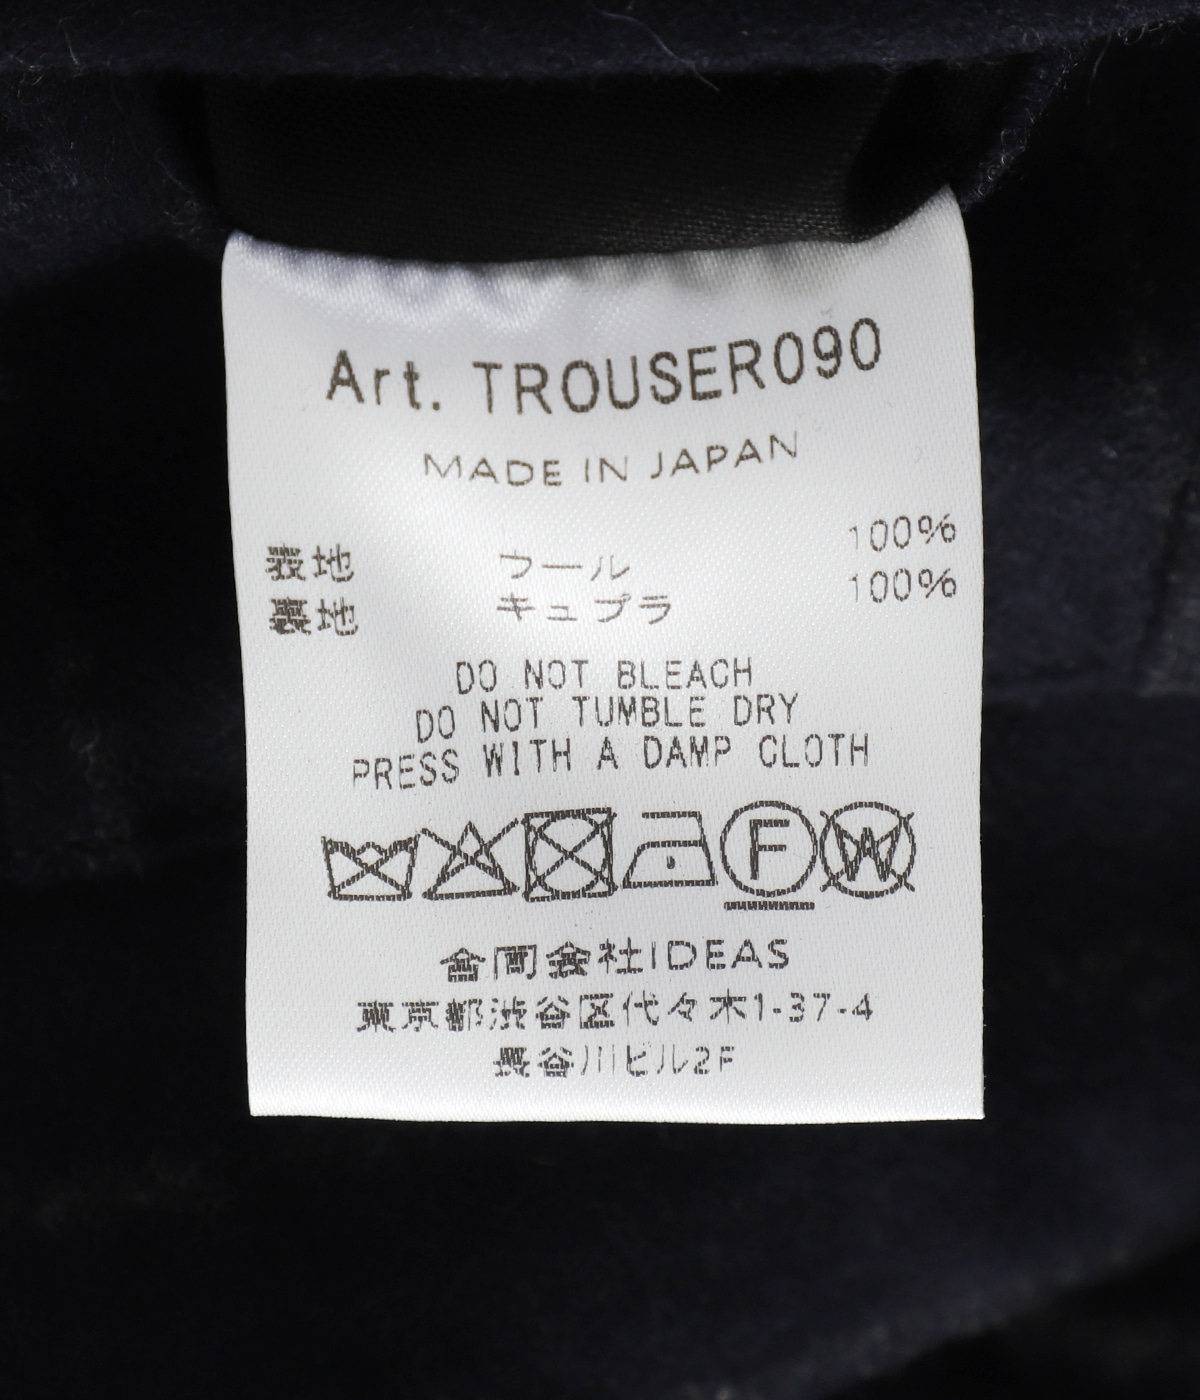 Art. TROUSER090
MADE IN JAPAN
表地 ウール 100%
裏地 キュプラ 100%
DO NOT BLEACH
DO NOT TUMBLE DRY
PRESS WITH A DAMP CLOTH
F W
合同会社IDEAS
東京都渋谷区代々木1-37-4
長谷川ビル2F